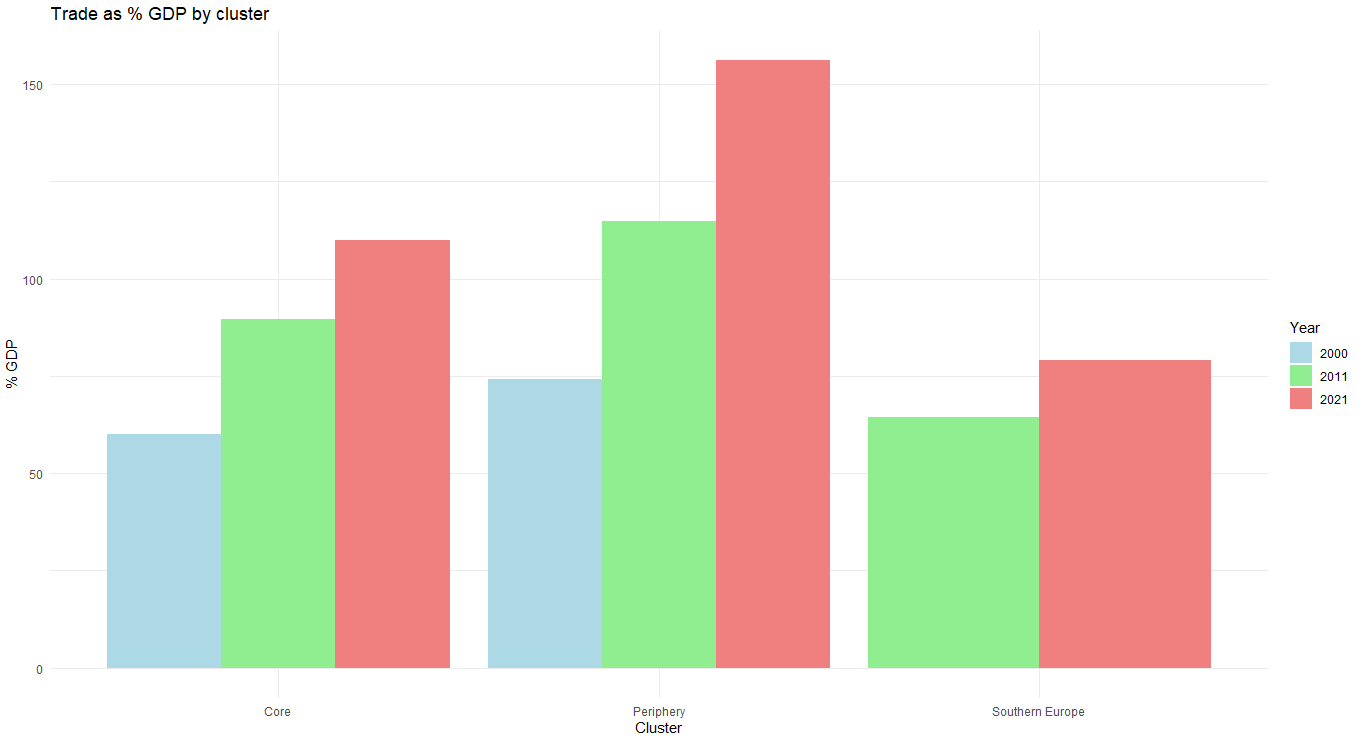 Trade as % GDP by cluster
% GDP
150
100
50
0
Core
Periphery
Southern Europe
Cluster
Year
2000
2011
2021